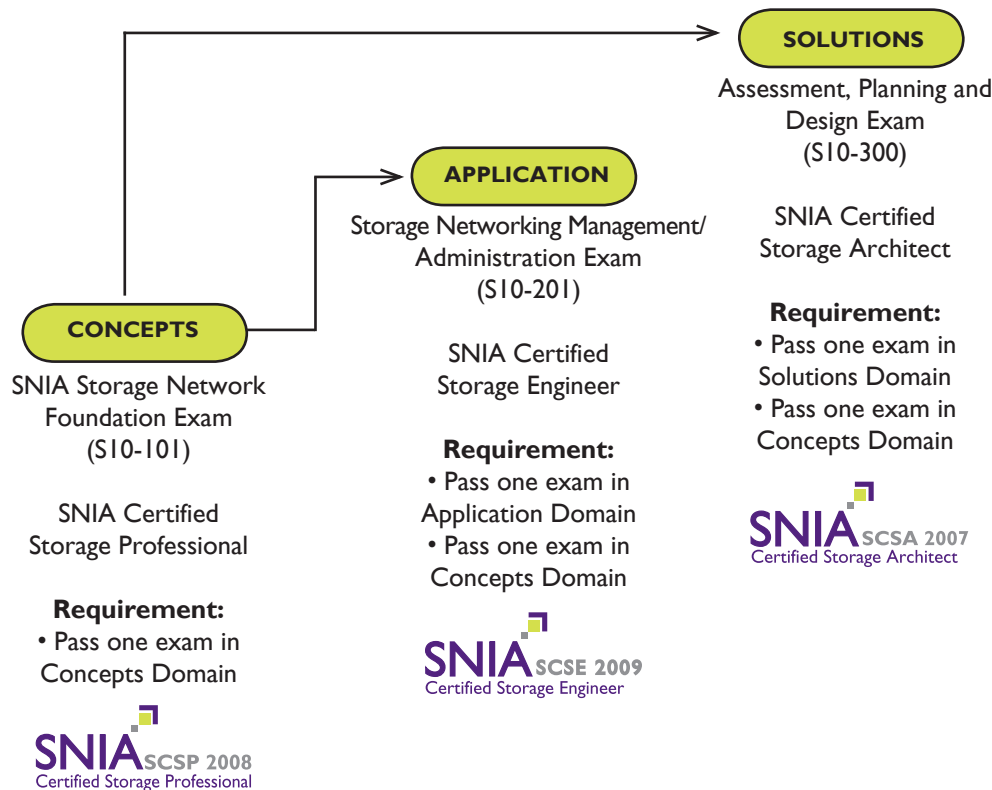 CONCEPTS
SNIA Storage Network
Foundation Exam
(S10-101)
SNIA Certified
Storage Professional
Requirement:
• Pass one exam in
Concepts Domain
SNIA SCSP 2008
Certified Storage Professional
APPLICATION
Storage Networking Management/
Administration Exam
(S10-201)
SNIA Certified
Storage Engineer
Requirement:
• Pass one exam in
Application Domain
• Pass one exam in
Concepts Domain
SNIA SCSE 2009
Certified Storage Engineer
SOLUTIONS
Assessment, Planning and
Design Exam
(S10-300)
SNIA Certified
Storage Architect
Requirement:
• Pass one exam in
Solutions Domain
• Pass one exam in
Concepts Domain
SNIA SCSA 2007
Certified Storage Architect